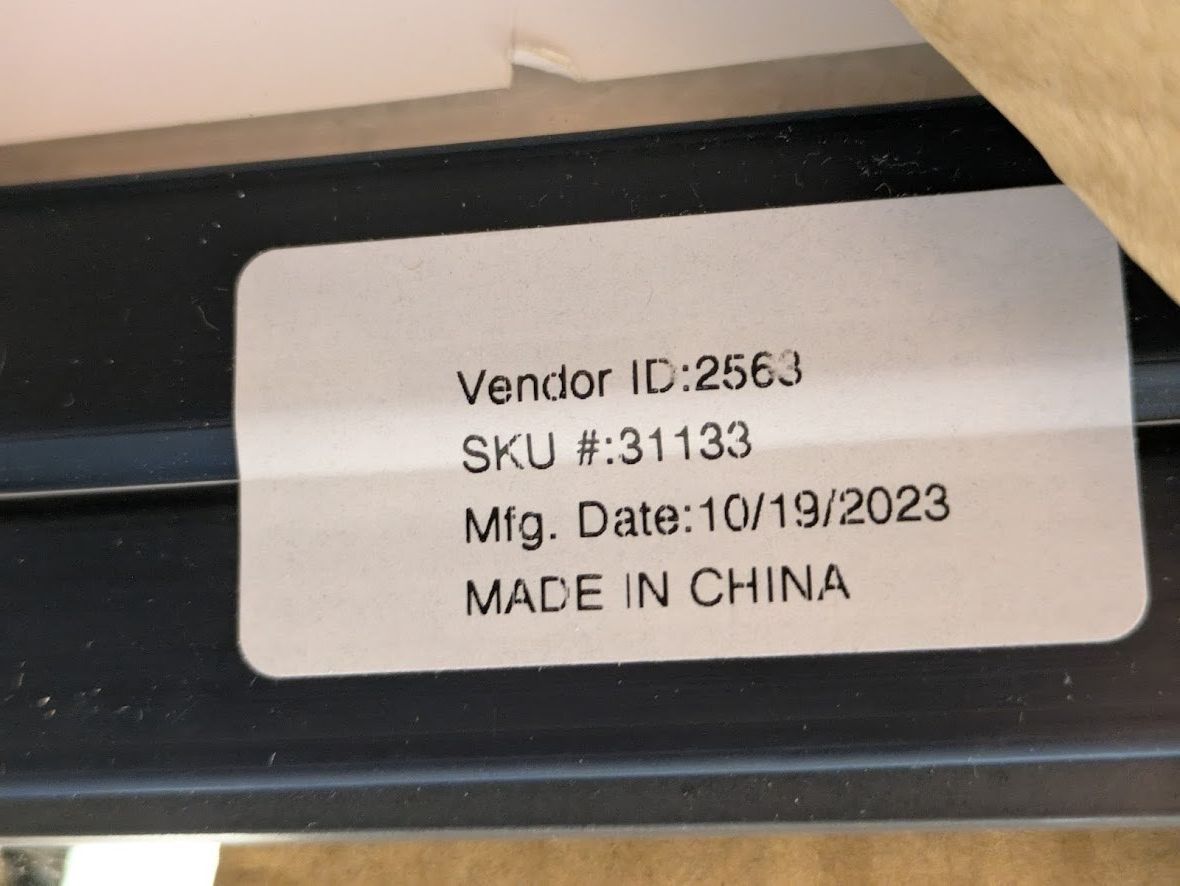 Vendor ID:2563
SKU #:31133
Mfg. Date:10/19/2023
MADE IN CHINA